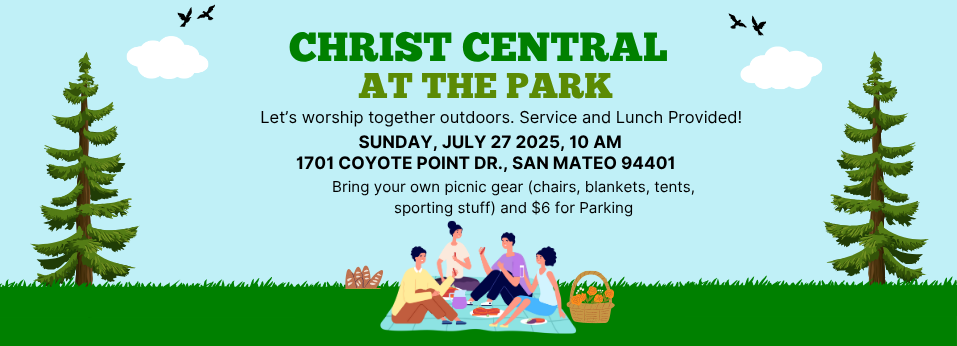 CHRIST CENTRAL
AT THE PARK
Let's worship together outdoors. Service and Lunch Provided!
SUNDAY, JULY 27 2025, 10 AM
1701 COYOTE POINT DR., SAN MATEO 94401
Bring your own picnic gear (chairs, blankets, tents,
sporting stuff) and $6 for Parking